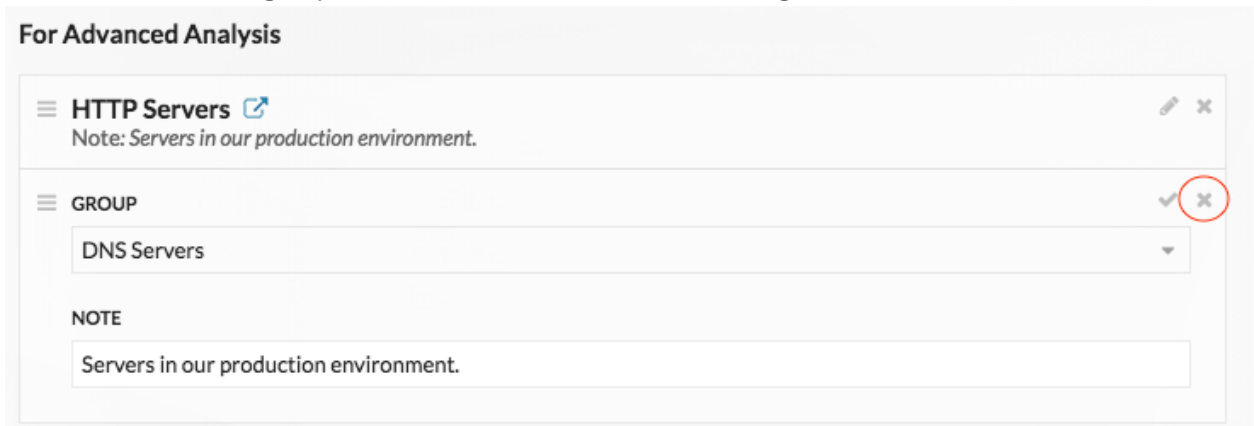 For Advanced Analysis
HTTP Servers
Note: Servers in our production environment.
GROUP
DNS Servers
NOTE
Servers in our production environment.